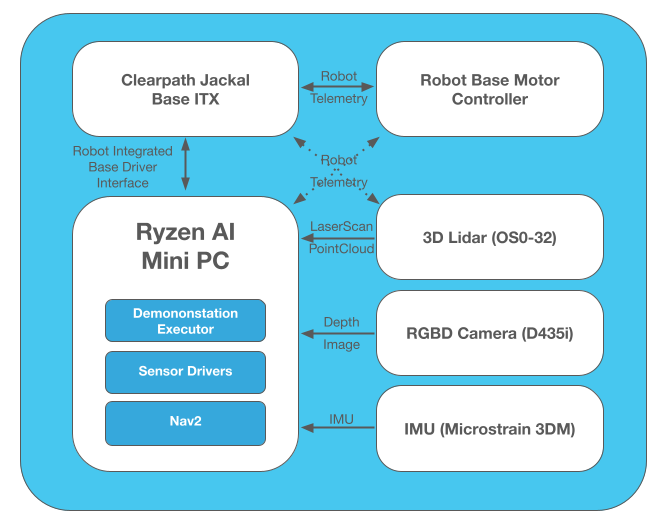 Clearpath Jackal
Base ITX
Robot
Telemetry
Robot Base Motor
Controller
Robot Integrated
Base Driver
Interface
Robot
Telemetry
Ryzen AI
Mini PC
Demononstation
Executor
Sensor Drivers
Nav2
LaserScan
PointCloud
3D Lidar (OS0-32)
Depth
Image
RGBD Camera (D435i)
IMU
IMU (Microstrain 3DM)